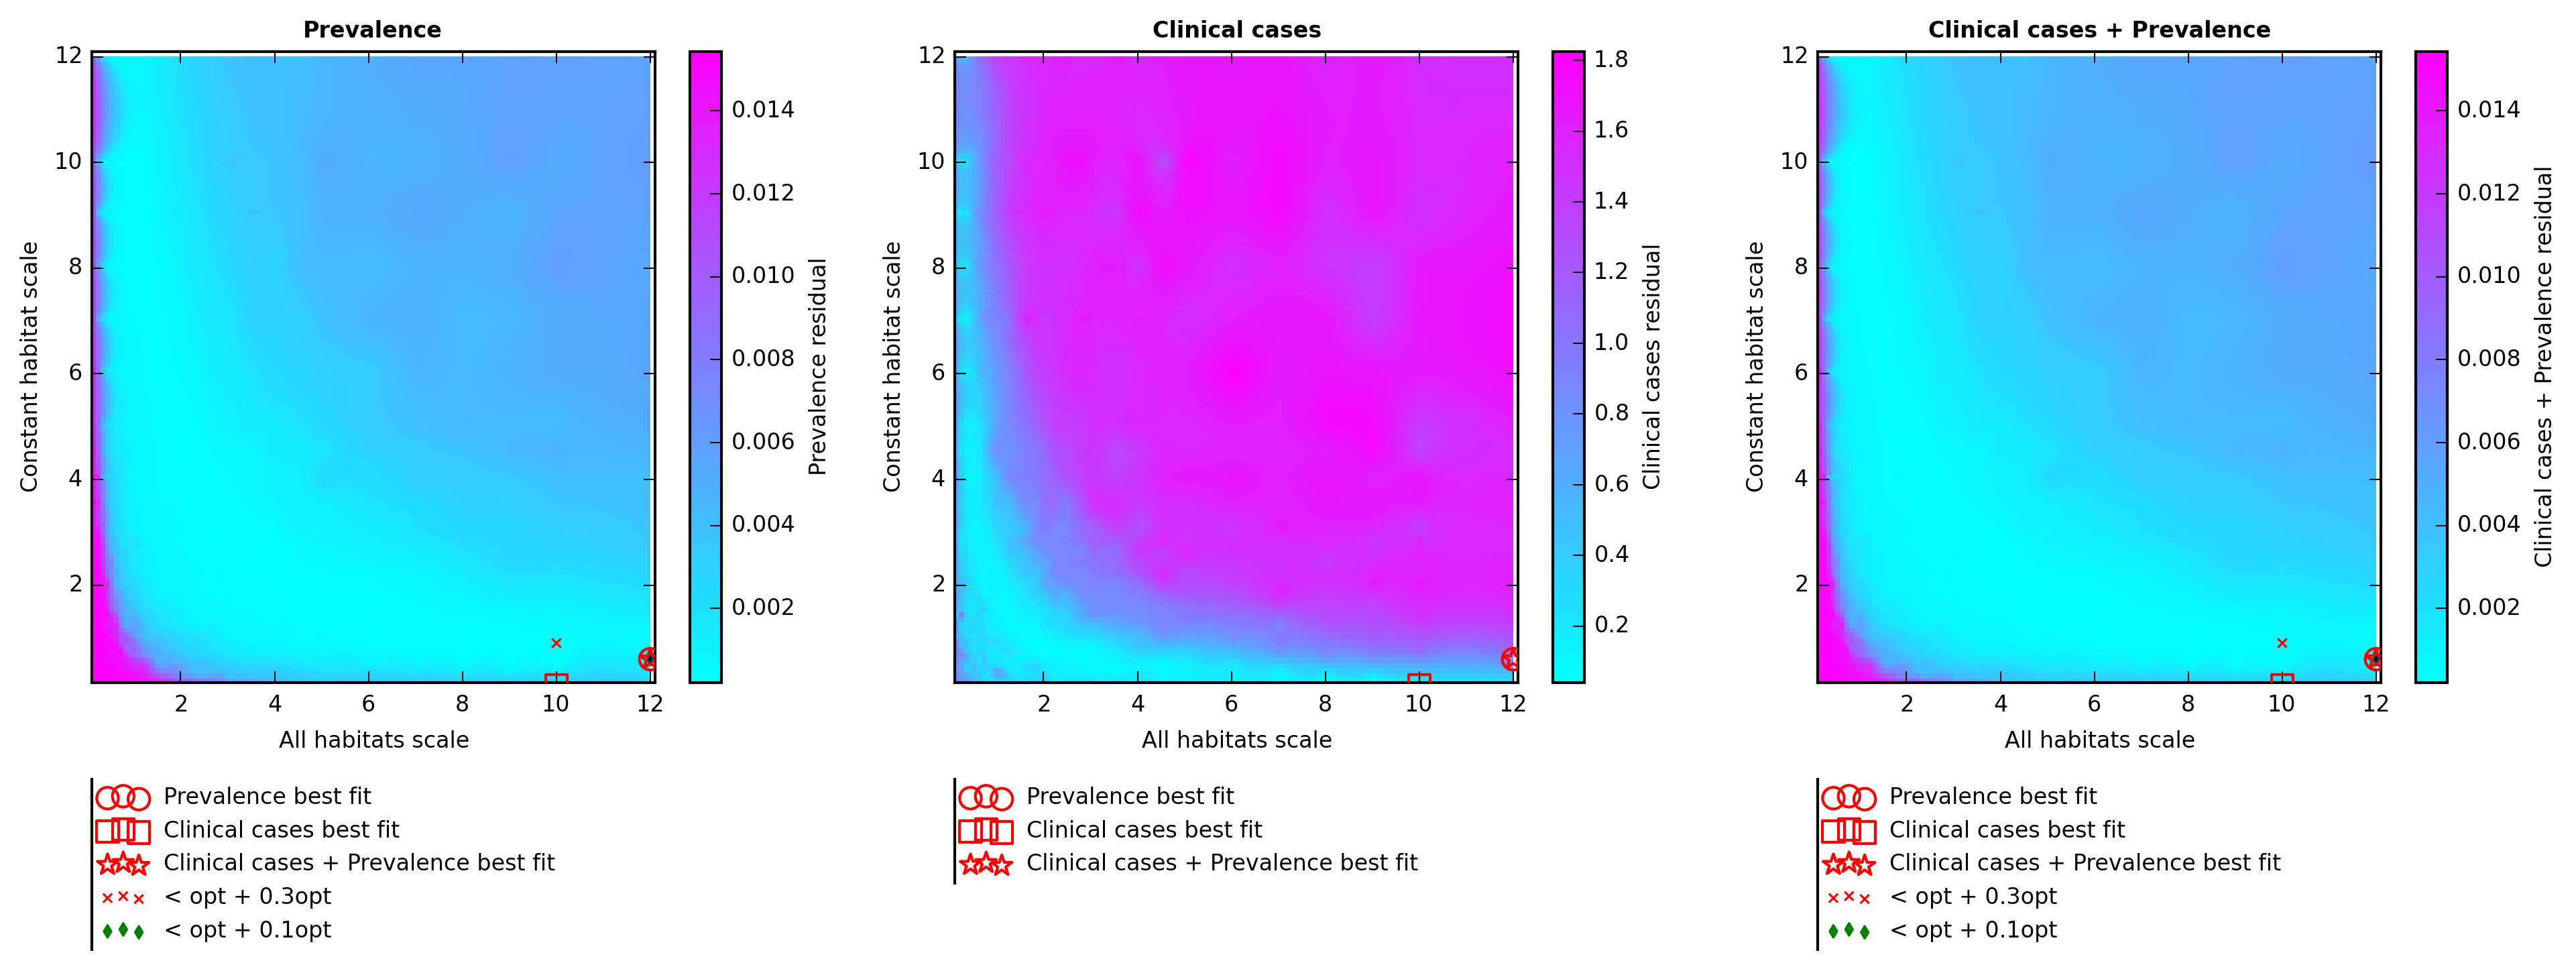 Prevalence
12
10
8
6
4
2
Constant habitat scale
2 4 6 8 10 12
All habitats scale
0.014
0.012
0.010
0.008
0.006
0.004
0.002
Prevalence residual
Prevalence best fit
Clinical cases best fit
Clinical cases + Prevalence best fit
< opt + 0.3opt
< opt + 0.1opt
Clinical cases
12
10
8
6
4
2
Constant habitat scale
2 4 6 8 10 12
All habitats scale
1.8
1.6
1.4
1.2
1.0
0.8
0.6
0.4
0.2
Clinical cases residual
Prevalence best fit
Clinical cases best fit
Clinical cases + Prevalence best fit
Clinical cases + Prevalence
12
10
8
6
4
2
Constant habitat scale
2 4 6 8 10 12
All habitats scale
0.014
0.012
0.010
0.008
0.006
0.004
0.002
Clinical cases + Prevalence residual
Prevalence best fit
Clinical cases best fit
Clinical cases + Prevalence best fit
< opt + 0.3opt
< opt + 0.1opt